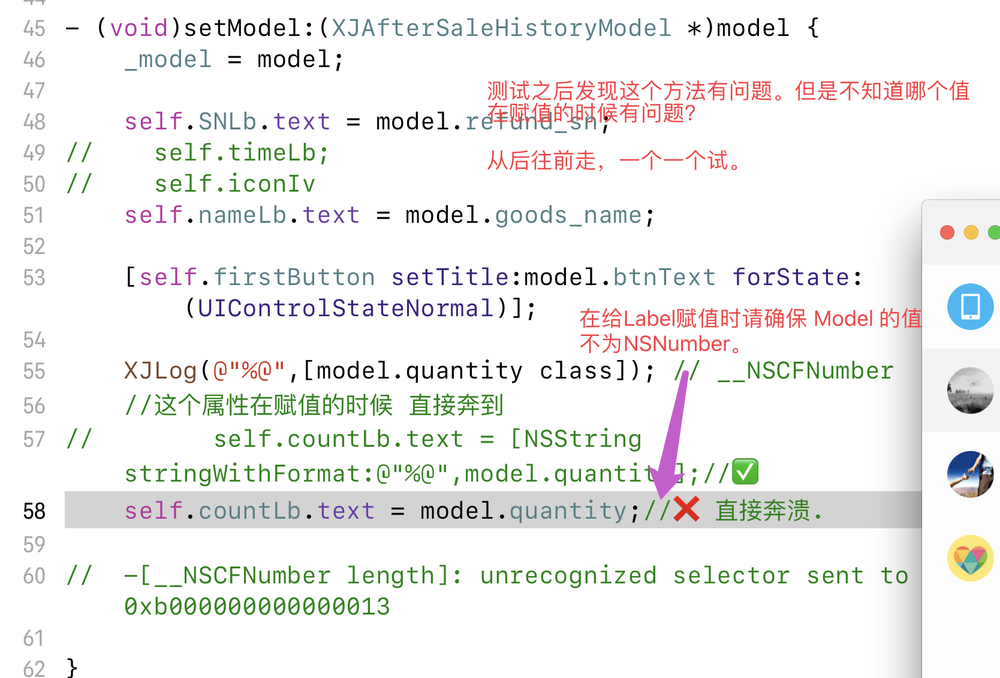 44
45 - (void)setModel:(XJAfterSaleHistoryModel *)model {
46 _model = model;
47
测试之后发现这个方法有问题。但是不知道哪个值
在赋值的时候有问题?
48 self.SNLb.text = model.refund_sn;
49 // self.timeLb;
从后往前走，一个一个试。
50 // self.iconIv
51 self.nameLb.text = model.goods_name;
52
53 [self.firstButton setTitle:model.btnText forState:
(UIControlStateNormal)];
在给Label赋值时请确保 Model 的值
不为NSNumber。
54
55 XJLog(@"%@",[model.quantity class]); // __NSCFNumber
56 //这个属性在赋值的时候 直接奔到
57 // self.countLb.text = [NSString
stringWithFormat:@"%@",model.quantity];//✅
58 self.countLb.text = model.quantity;//❌ 直接奔溃.
59
60 // -[__NSCFNumber length]: unrecognized selector sent to
0xb000000000000013
61
62 }